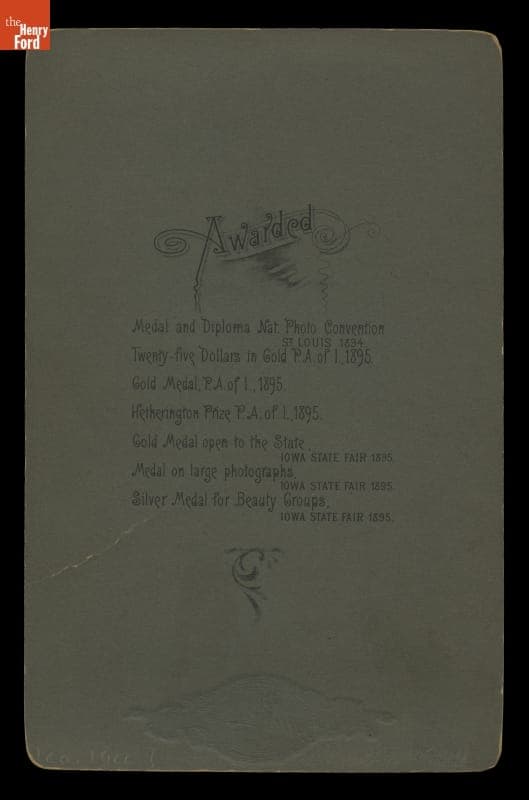 the
Henry
Ford
Awarded
Medal and Diploma Nat. Photo Convention
ST LOUIS 1894.
Twenty-five Dollars in Gold P.A. of I., 1895.
Gold Medal, P.A. of I., 1895.
Hetherington Prize P.A. of I., 1895.
Gold Medal open to the State,
IOWA STATE FAIR 1895.
Medal on large photographs,
IOWA STATE FAIR 1895.
Silver Medal for Beauty Groups,
IOWA STATE FAIR 1895.